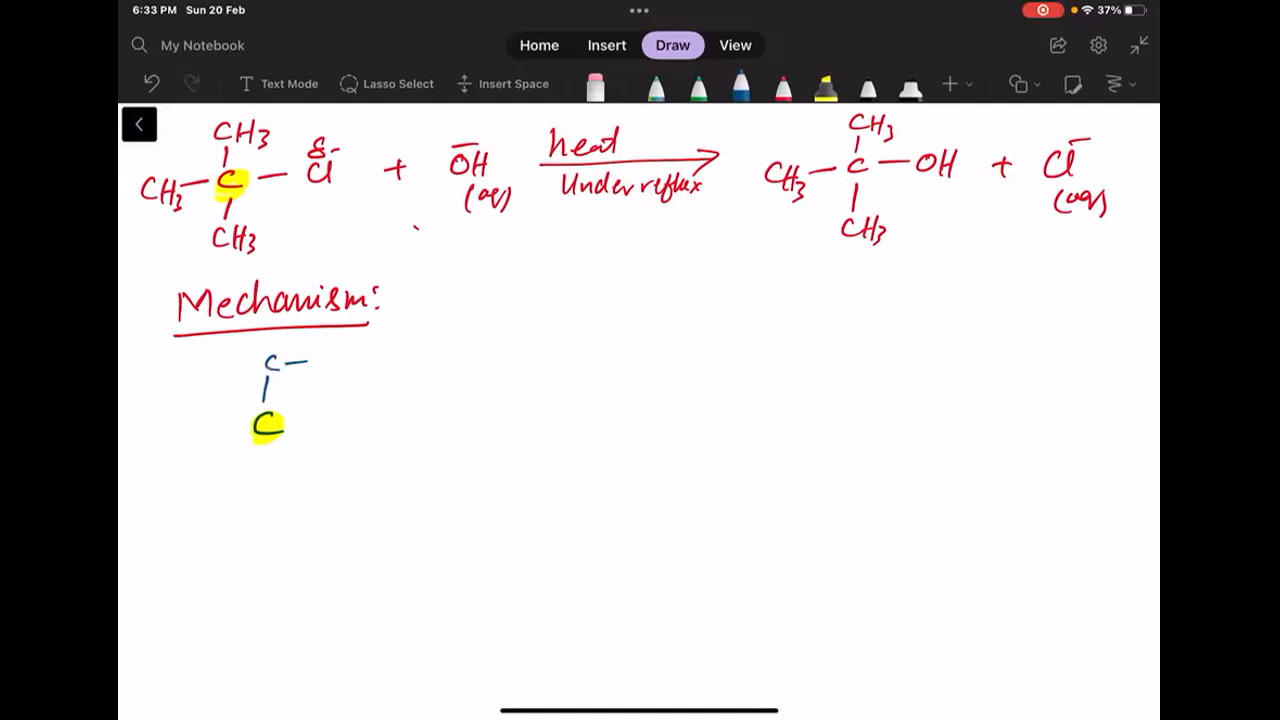 6:33 PM Sun 20 Feb
37%
My Notebook
Home Insert Draw View
Text Mode Lasso Select Insert Space
CH3 CH3
δ-
CH3 - C - Cl + ŌH heat CH3 - C - OH + Cl-
(aq) Under reflux (aq)
CH3 CH3
Mechanism:
C -
C